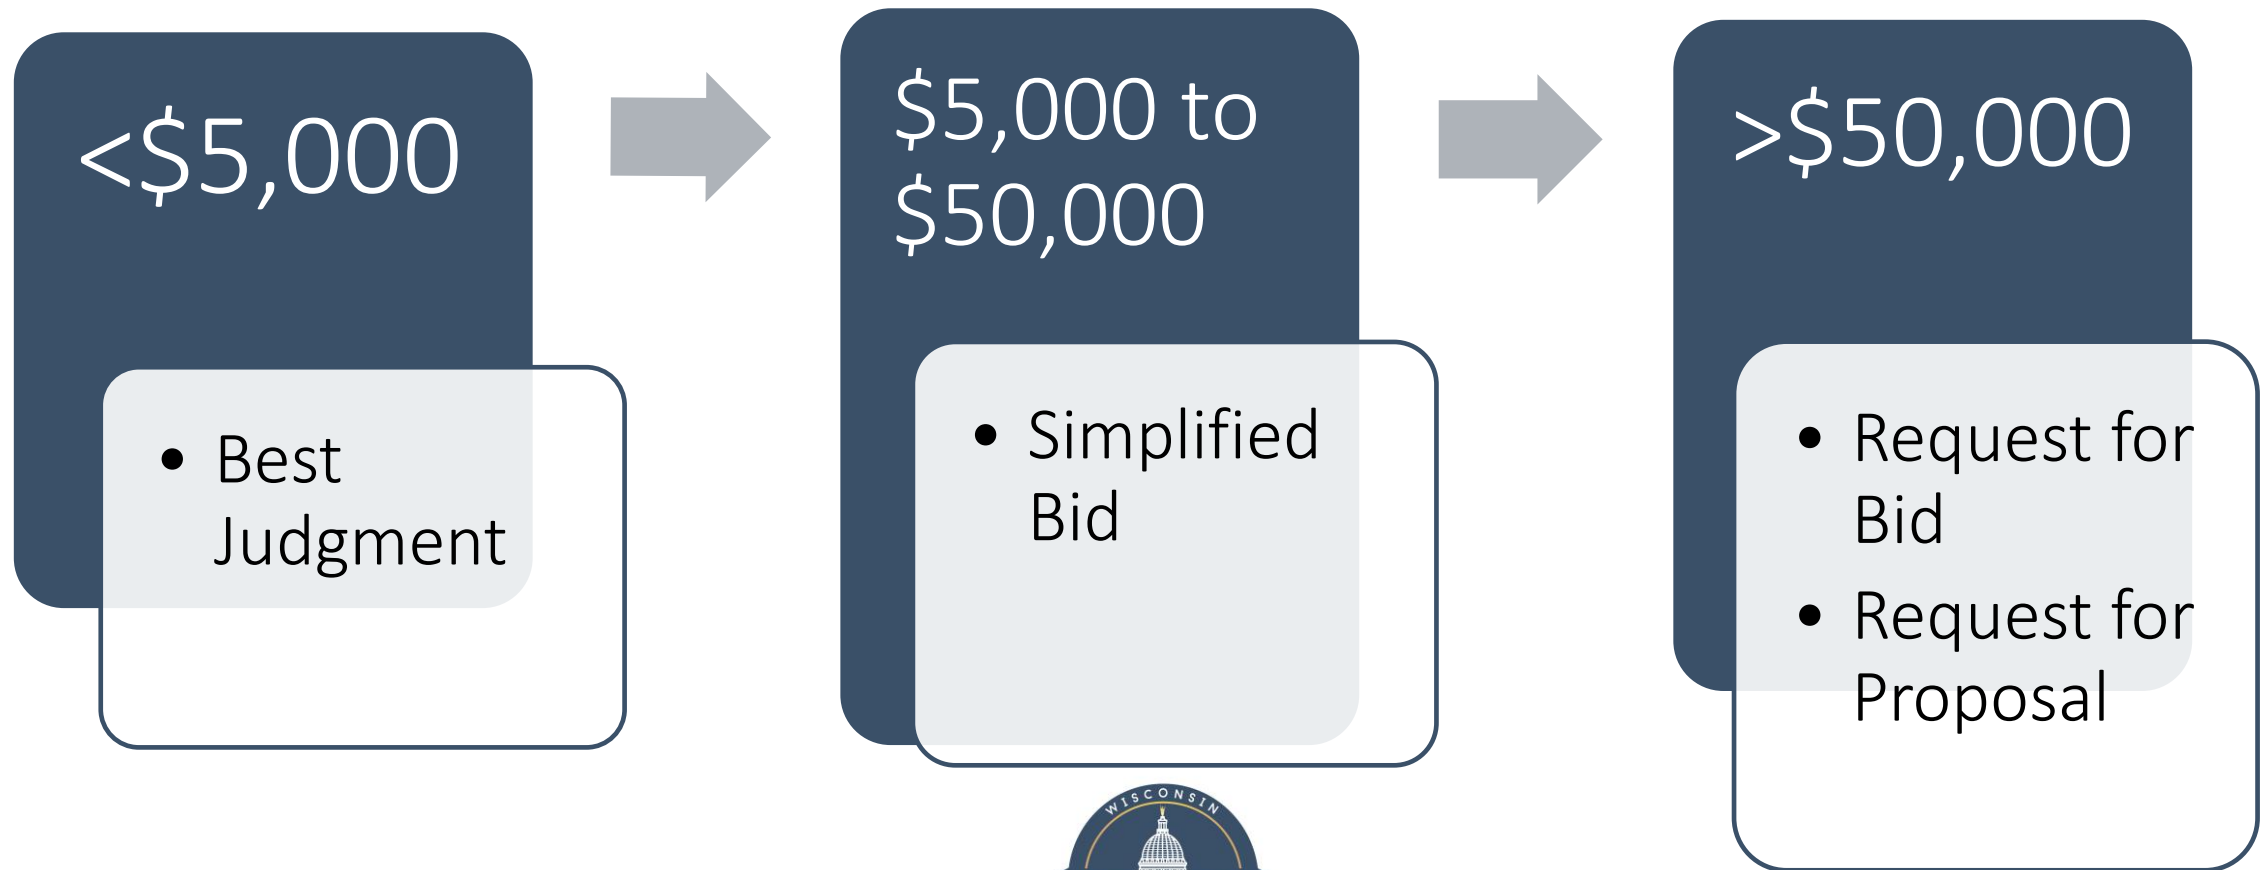 <$5,000
• Best
Judgment
$5,000 to
$50,000
• Simplified
Bid
>$50,000
• Request for
Bid
• Request for
Proposal
WISCONSIN